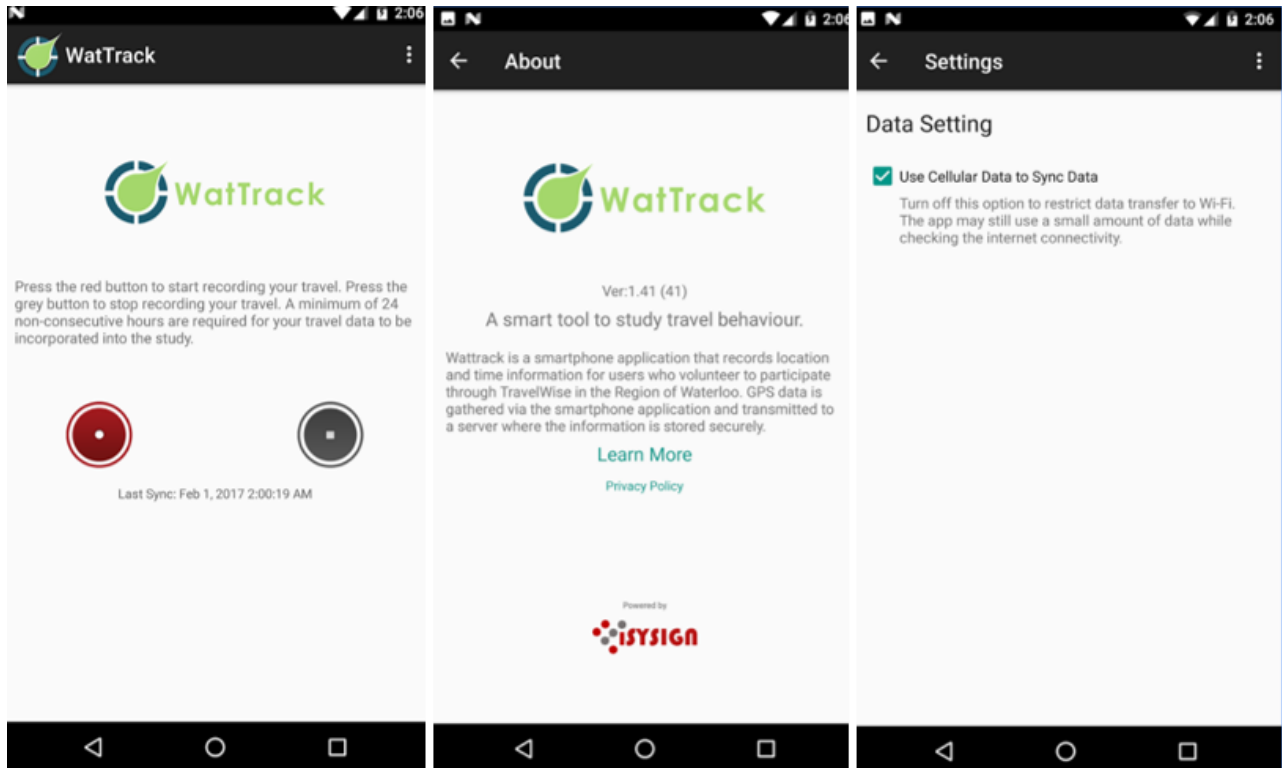 2:06
WatTrack
WatTrack
Press the red button to start recording your travel. Press the
grey button to stop recording your travel. A minimum of 24
non-consecutive hours are required for your travel data to be
incorporated into the study.
Last Sync: Feb 1, 2017 2:00:19 AM
2:06
About
WatTrack
Ver:1.41 (41)
A smart tool to study travel behaviour.
Wattrack is a smartphone application that records location
and time information for users who volunteer to participate
through TravelWise in the Region of Waterloo. GPS data is
gathered via the smartphone application and transmitted to
a server where the information is stored securely.
Learn More
Privacy Policy
Powered by
iSYSIGN
2:06
Settings
Data Setting
Use Cellular Data to Sync Data
Turn off this option to restrict data transfer to Wi-Fi.
The app may still use a small amount of data while
checking the internet connectivity.